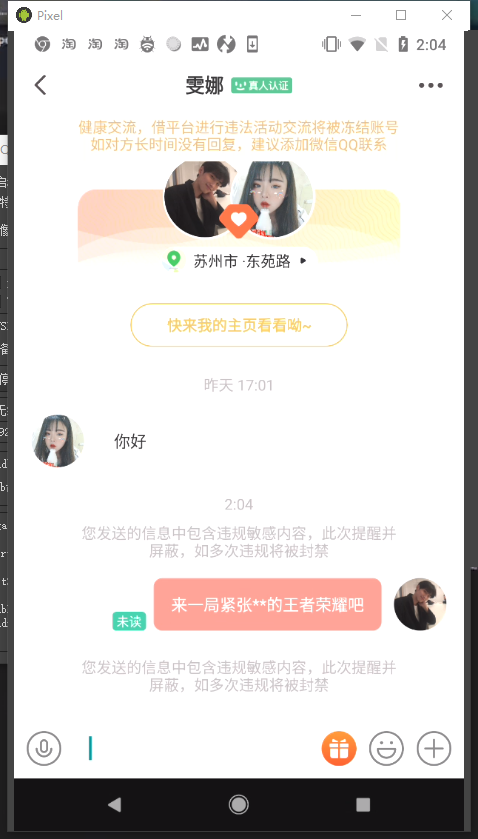 Pixel
2:04
雯娜 真人认证
健康交流，借平台进行违法活动交流将被冻结账号
如对方长时间没有回复，建议添加微信QQ联系
苏州市 ·东苑路
快来我的主页看看呦~
昨天 17:01
你好
2:04
您发送的信息中包含违规敏感内容，此次提醒并
屏蔽，如多次违规将被封禁
来一局紧张**的王者荣耀吧
未读
您发送的信息中包含违规敏感内容，此次提醒并
屏蔽，如多次违规将被封禁